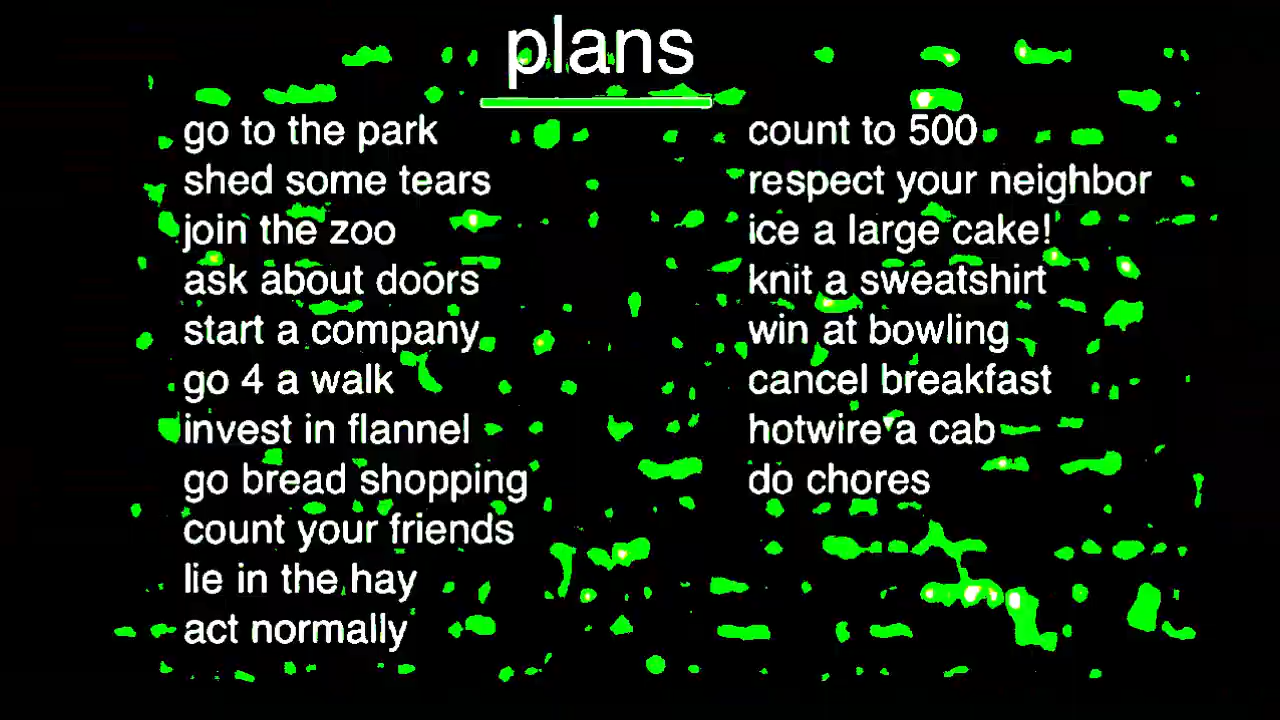 plans
go to the park
shed some tears
join the zoo
ask about doors
start a company
go 4 a walk
invest in flannel
go bread shopping
count your friends
lie in the hay
act normally
count to 500
respect your neighbor
ice a large cake!
knit a sweatshirt
win at bowling
cancel breakfast
hotwire a cab
do chores